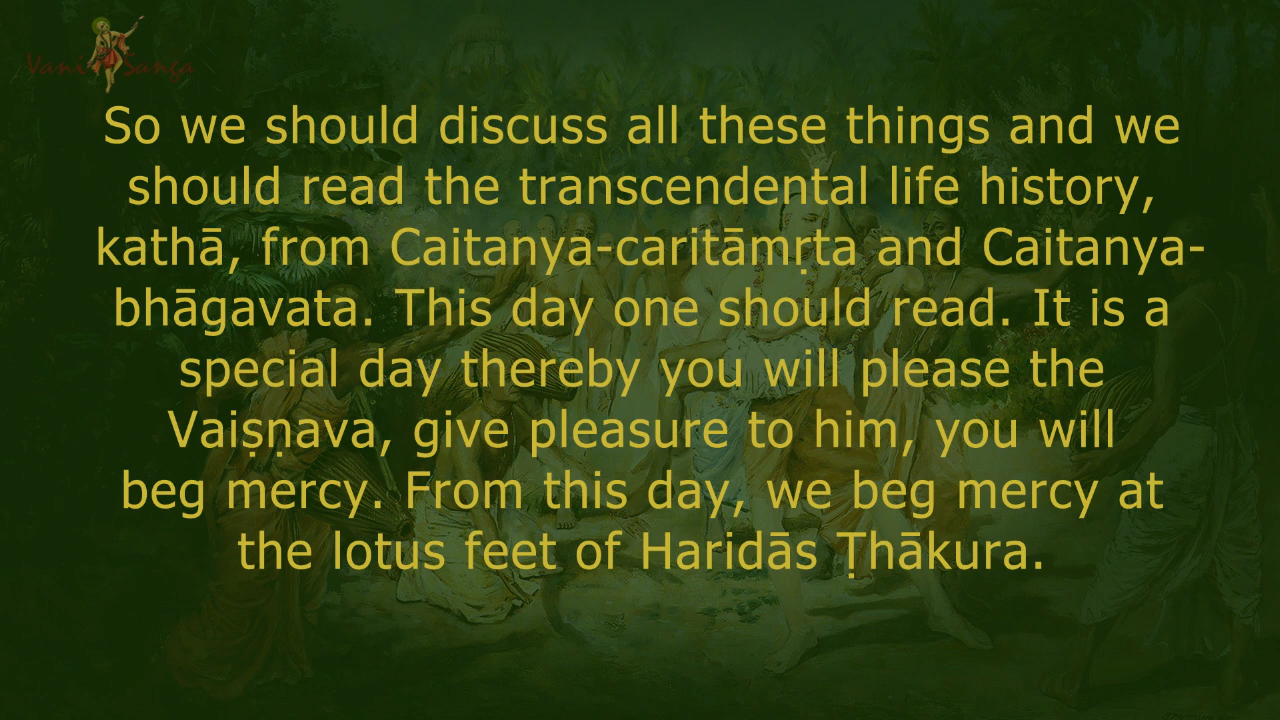 Vani Sanga
So we should discuss all these things and we
should read the transcendental life history,
kathā, from Caitanya-caritāmṛta and Caitanya-
bhāgavata. This day one should read. It is a
special day thereby you will please the
Vaiṣṇava, give pleasure to him, you will
beg mercy. From this day, we beg mercy at
the lotus feet of Haridās Ṭhākura.